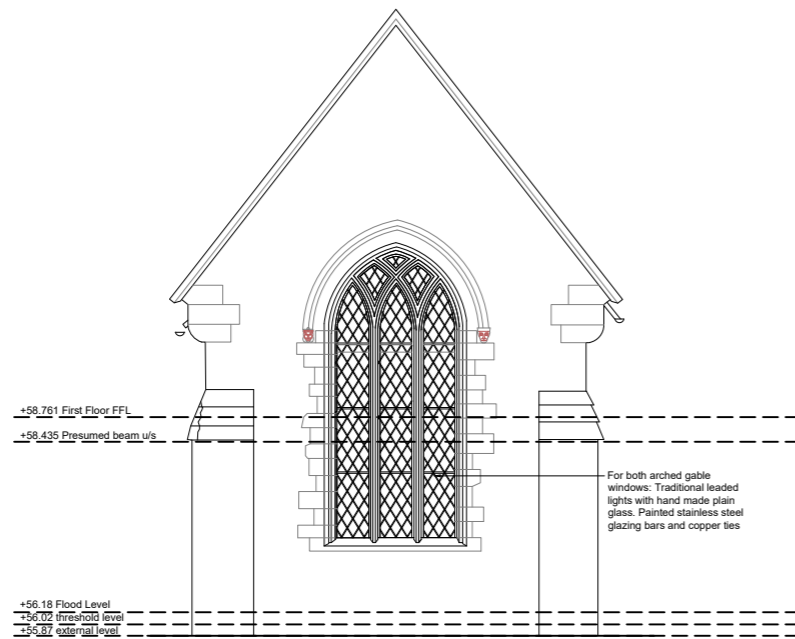 +58.761 First Floor FFL
+58.435 Presumed beam u/s
For both arched gable
windows: Traditional leaded
lights with hand made plain
glass. Painted stainless steel
glazing bars and copper ties
+56.18 Flood Level
+56.02 threshold level
+55.87 external level